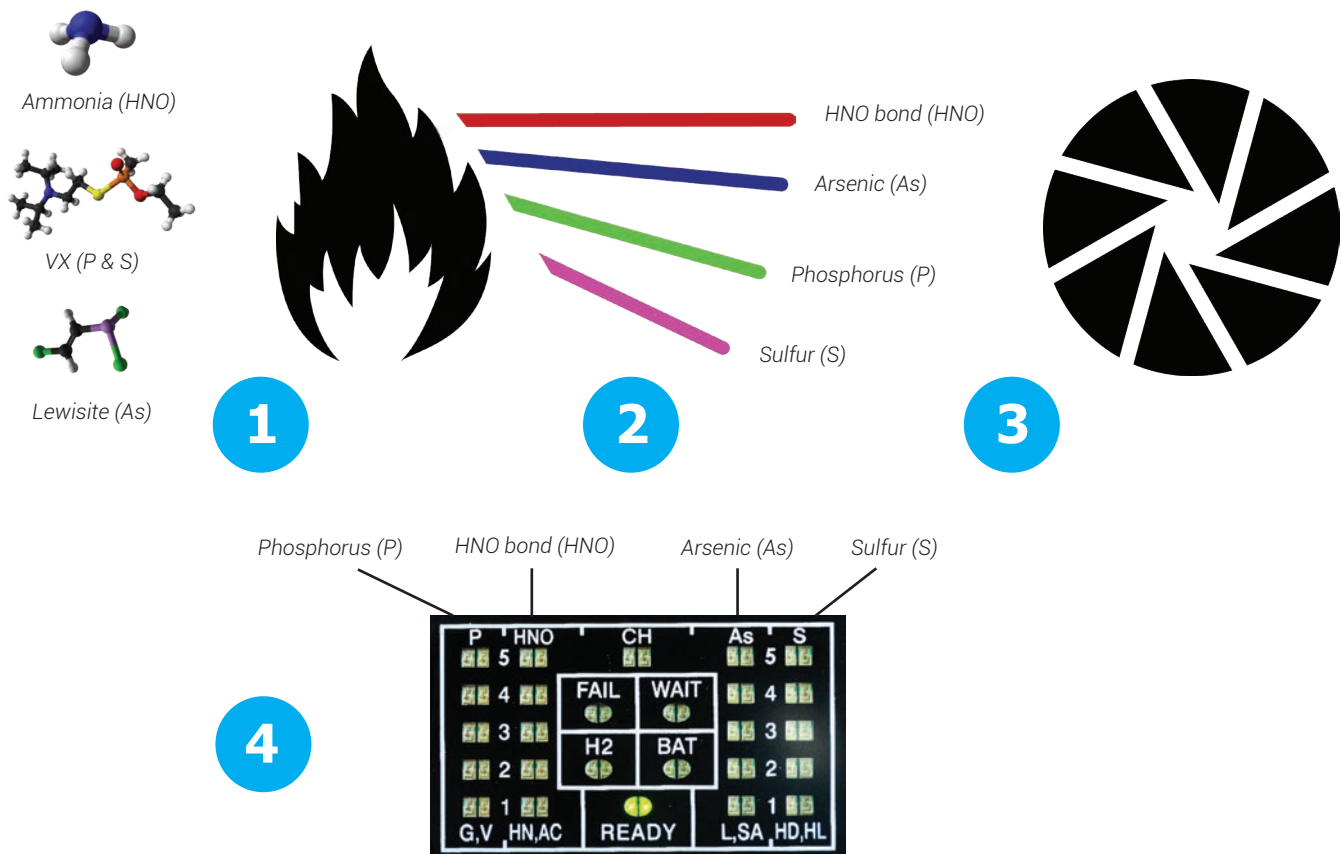 Ammonia (HNO)
VX (P & S)
Lewisite (As)
HNO bond (HNO)
Arsenic (As)
Phosphorus (P)
Sulfur (S)
1
2
3
Phosphorus (P)
HNO bond (HNO)
Arsenic (As)
Sulfur (S)
4
P HNO CH As S
5 5
4 FAIL WAIT 4
3 3
2 H2 BAT 2
1 1
G,V HN,AC READY L,SA HD,HL